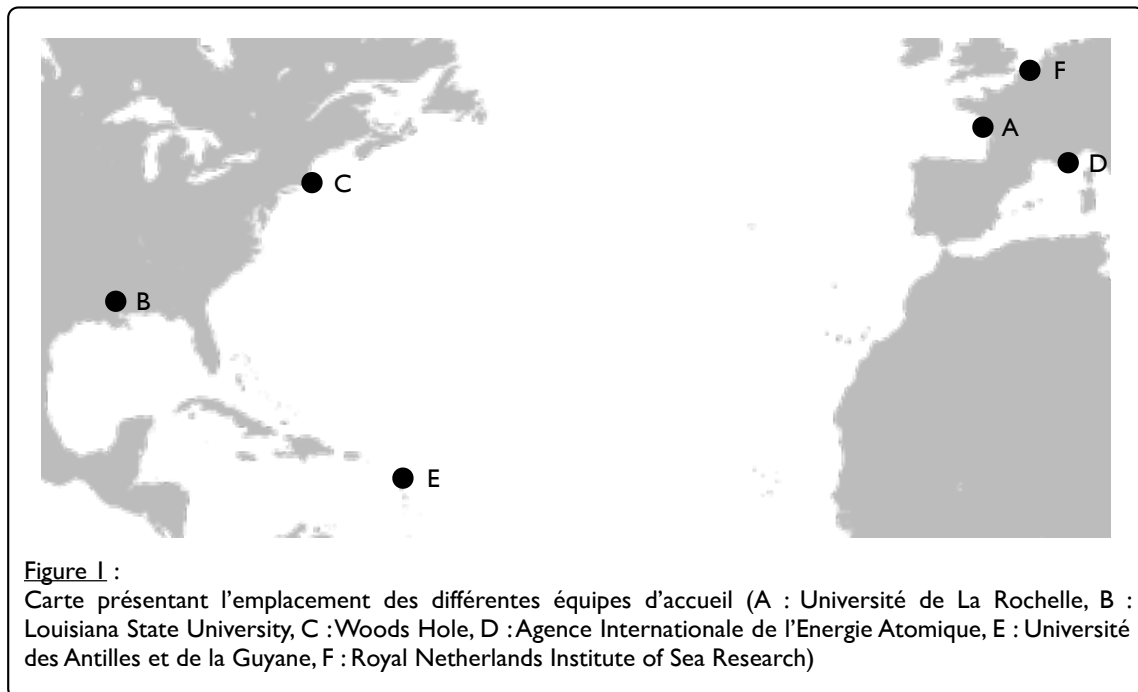 F
A
D
C
B
E
Figure 1 :
Carte présentant l'emplacement des différentes équipes d'accueil (A : Université de La Rochelle, B :
Louisiana State University, C : Woods Hole, D : Agence Internationale de l'Energie Atomique, E : Université
des Antilles et de la Guyane, F : Royal Netherlands Institute of Sea Research)